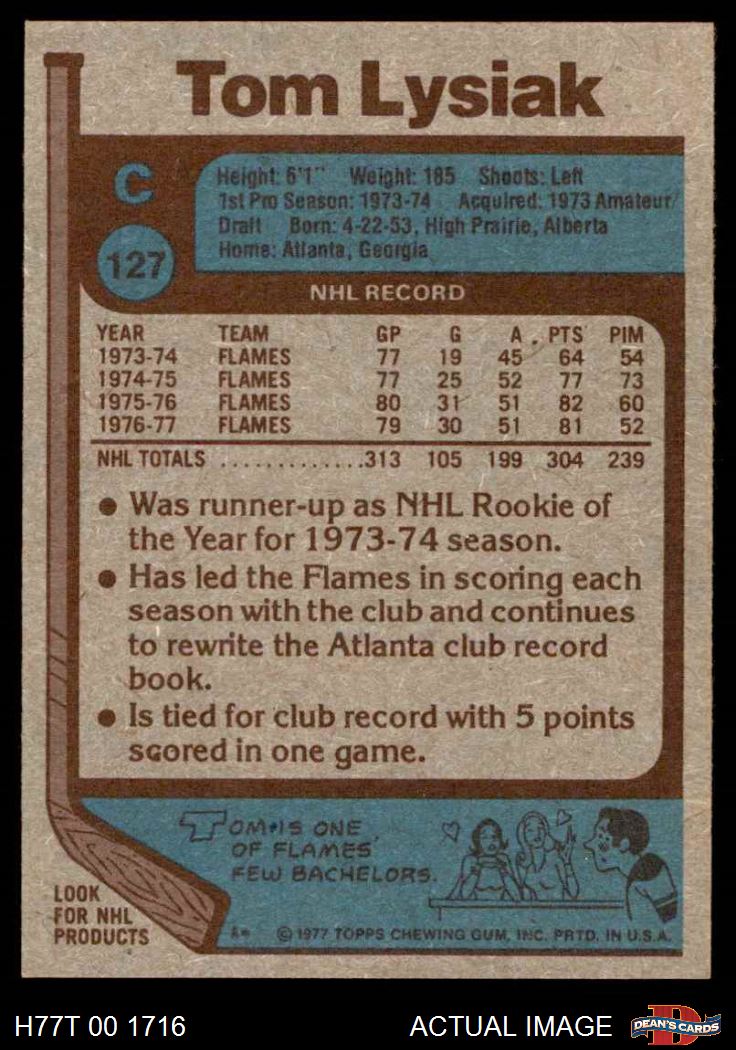 Tom Lysiak
C
Height: 6'1" Weight: 185 Shoots: Left
1st Pro Season: 1973-74 Acquired: 1973 Amateur
Draft Born: 4-22-53, High Prairie, Alberta
Home: Atlanta, Georgia
127
NHL RECORD
YEAR TEAM GP G A PTS PIM
1973-74 FLAMES 77 19 45 64 54
1974-75 FLAMES 77 25 52 77 73
1975-76 FLAMES 80 31 51 82 60
1976-77 FLAMES 79 30 51 81 52
NHL TOTALS ..............313 105 199 304 239
• Was runner-up as NHL Rookie of
the Year for 1973-74 season.
• Has led the Flames in scoring each
season with the club and continues
to rewrite the Atlanta club record
book.
• Is tied for club record with 5 points
scored in one game.
TOM IS ONE
OF FLAMES'
FEW BACHELORS.
LOOK
FOR NHL
PRODUCTS
A* © 1977 TOPPS CHEWING GUM, INC. PRTD. IN U.S.A.
H77T 00 1716 ACTUAL IMAGE DEAN'S CARDS